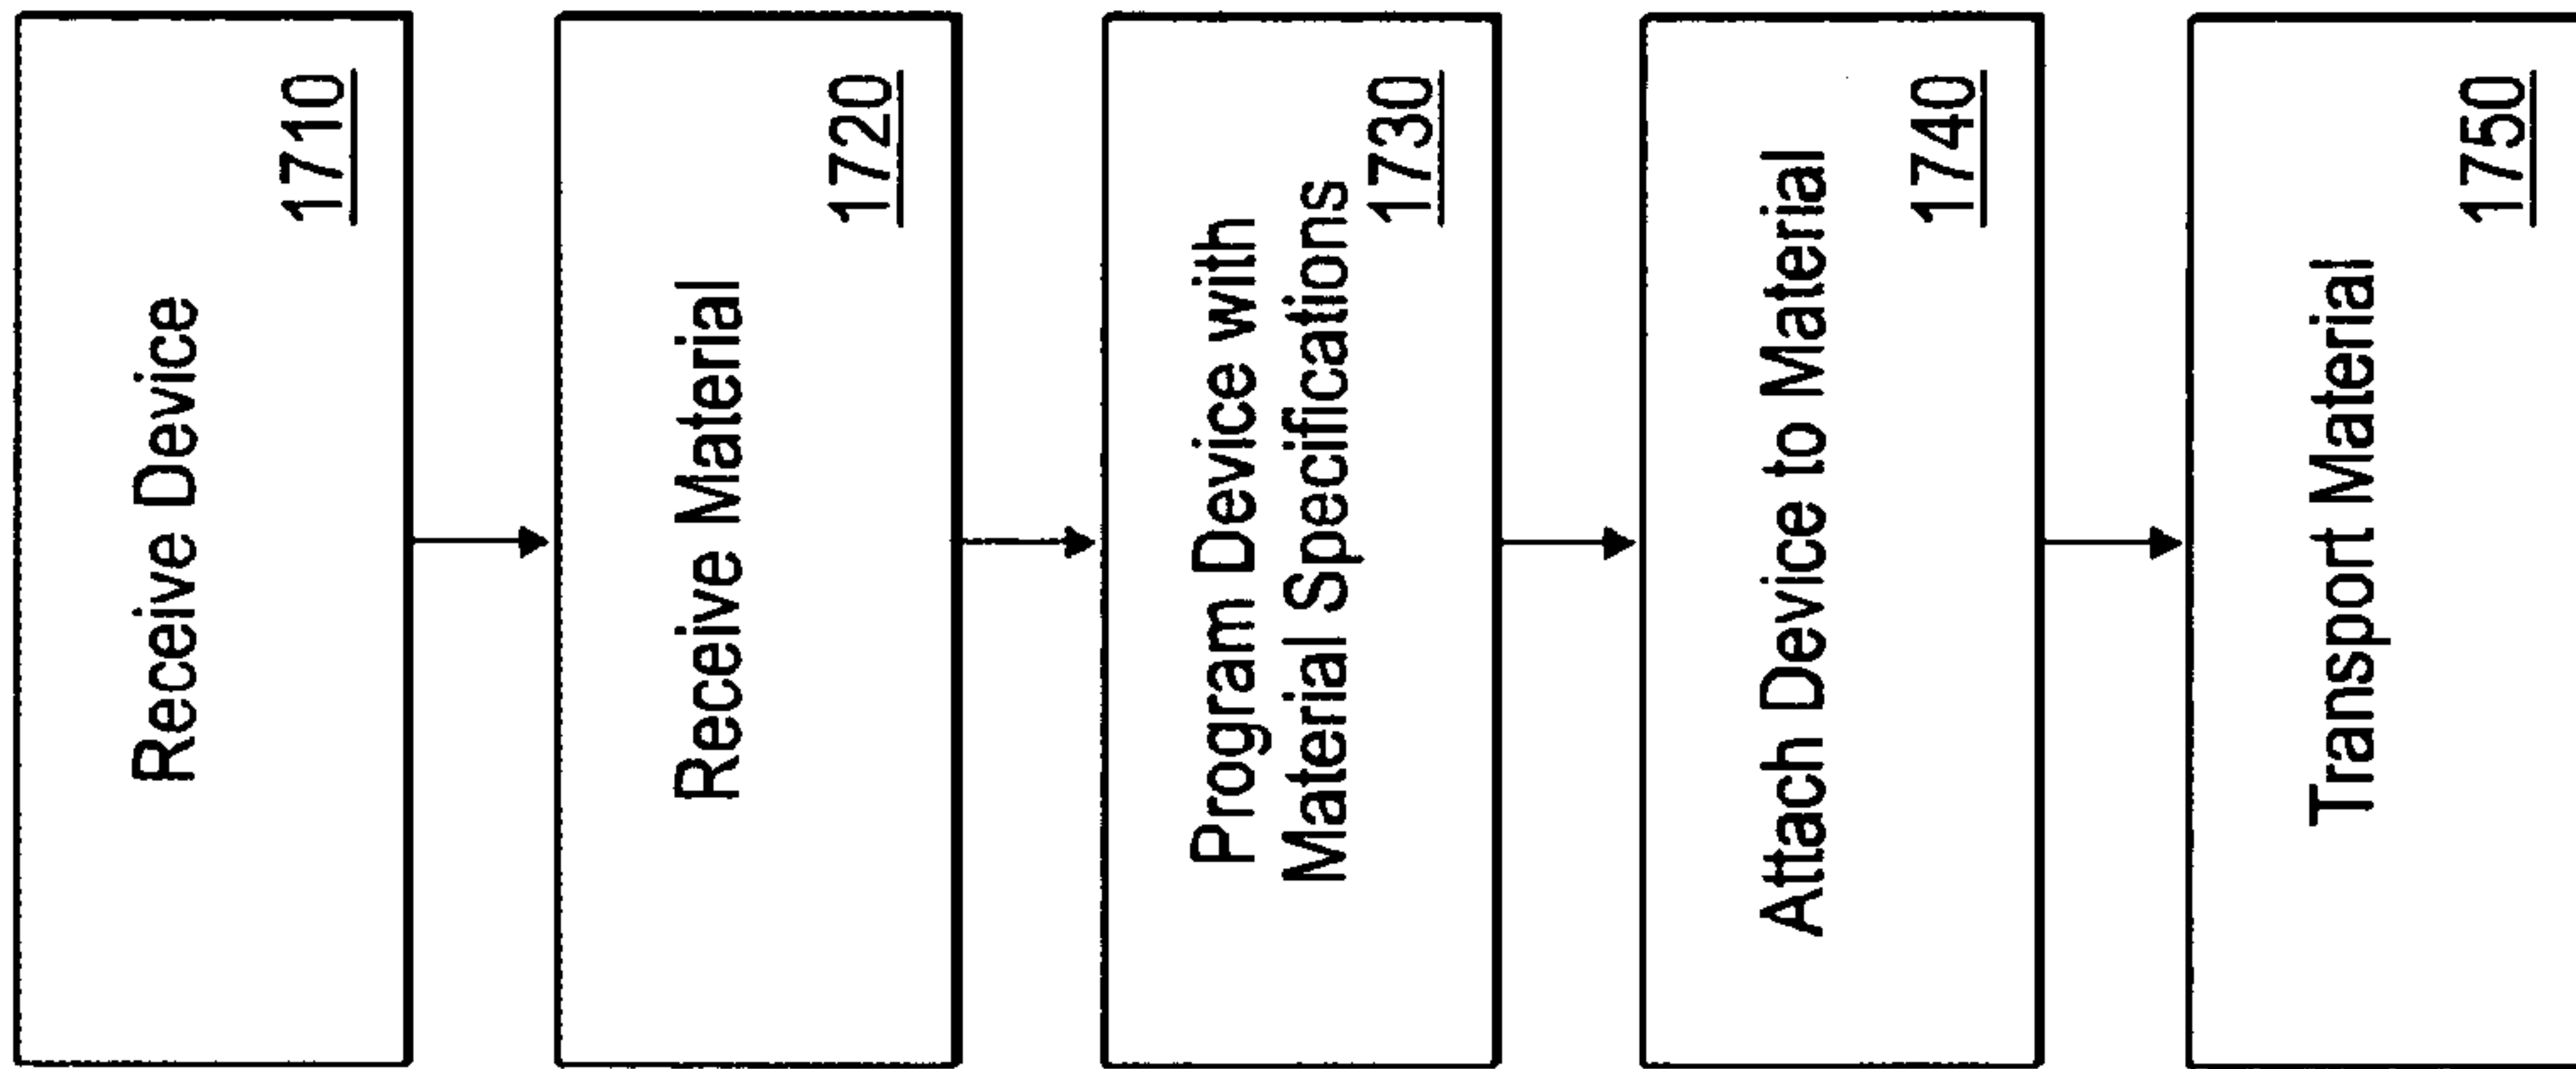 Receive Device
1710
Receive Material
1720
Program Device with
Material Specifications
1730
Attach Device to Material
1740
Transport Material
1750